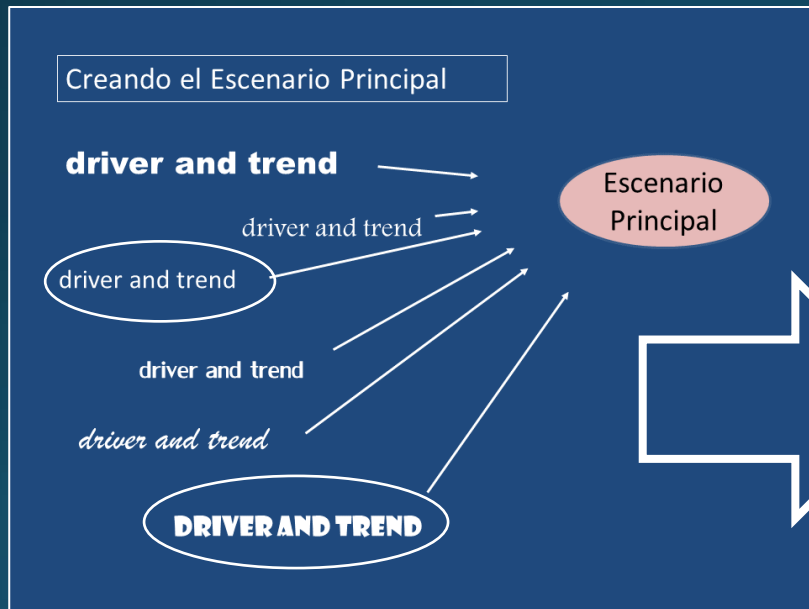 Creando el Escenario Principal
driver and trend
Escenario
Principal
driver and trend
driver and trend
driver and trend
driver and trend
DRIVER AND TREND